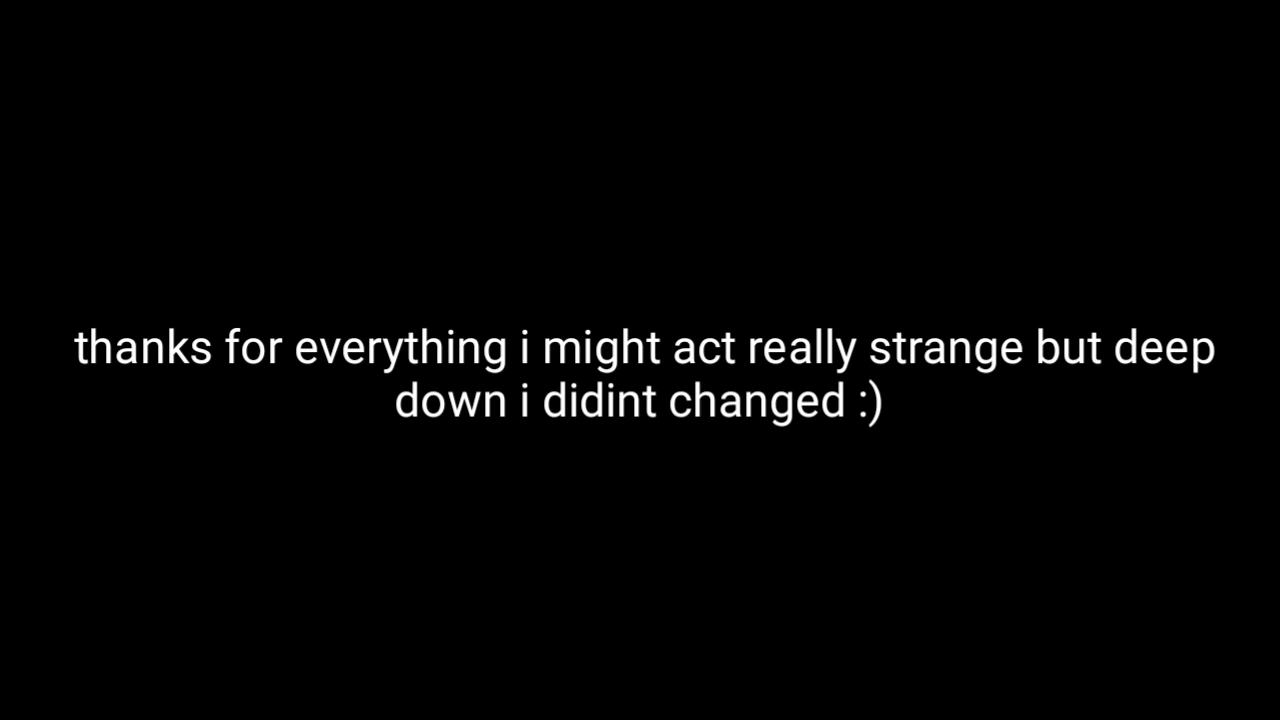 thanks for everything i might act really strange but deep
down i didint changed :)